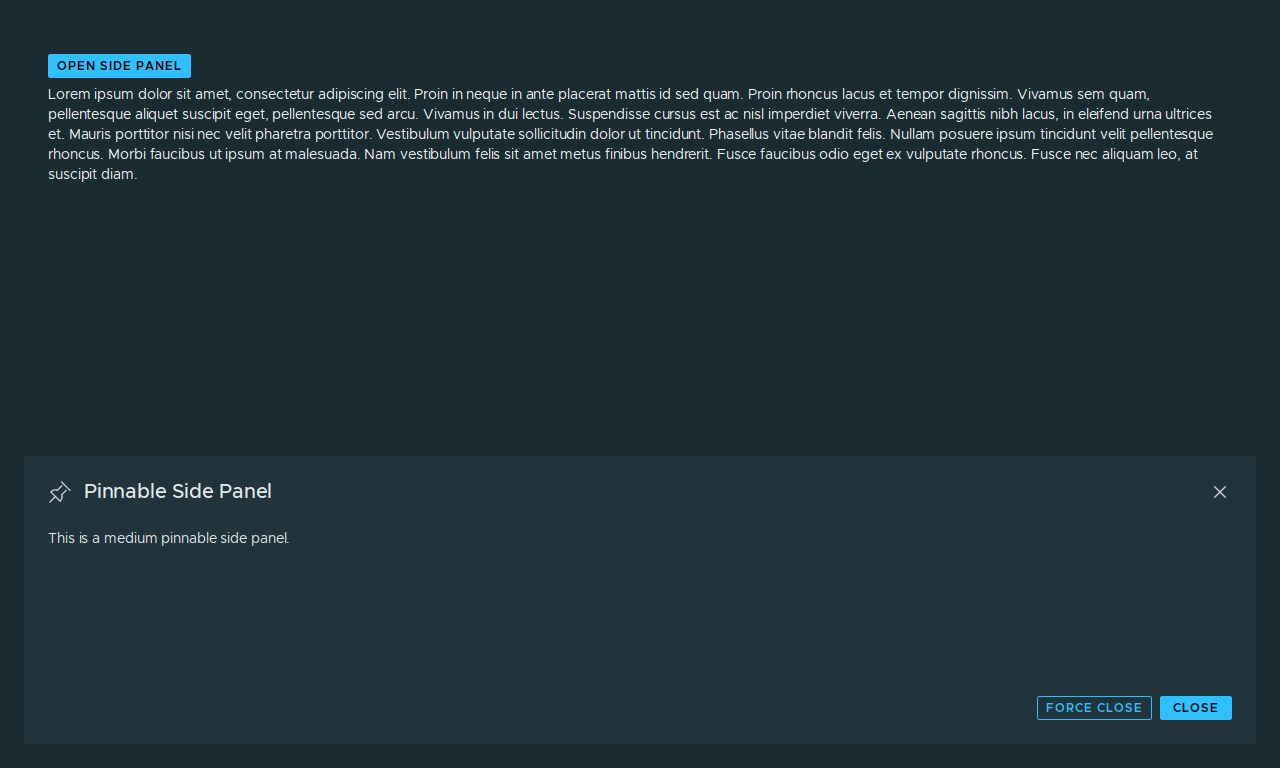 OPEN SIDE PANEL
Lorem ipsum dolor sit amet, consectetur adipiscing elit. Proin in neque in ante placerat mattis id sed quam. Proin rhoncus lacus et tempor dignissim. Vivamus sem quam,
pellentesque aliquet suscipit eget, pellentesque sed arcu. Vivamus in dui lectus. Suspendisse cursus est ac nisl imperdiet viverra. Aenean sagittis nibh lacus, in eleifend urna ultrices
et. Mauris porttitor nisi nec velit pharetra porttitor. Vestibulum vulputate sollicitudin dolor ut tincidunt. Phasellus vitae blandit felis. Nullam posuere ipsum tincidunt velit pellentesque
rhoncus. Morbi faucibus ut ipsum at malesuada. Nam vestibulum felis sit amet metus finibus hendrerit. Fusce faucibus odio eget ex vulputate rhoncus. Fusce nec aliquam leo, at
suscipit diam.
Pinnable Side Panel
This is a medium pinnable side panel.
FORCE CLOSE
CLOSE